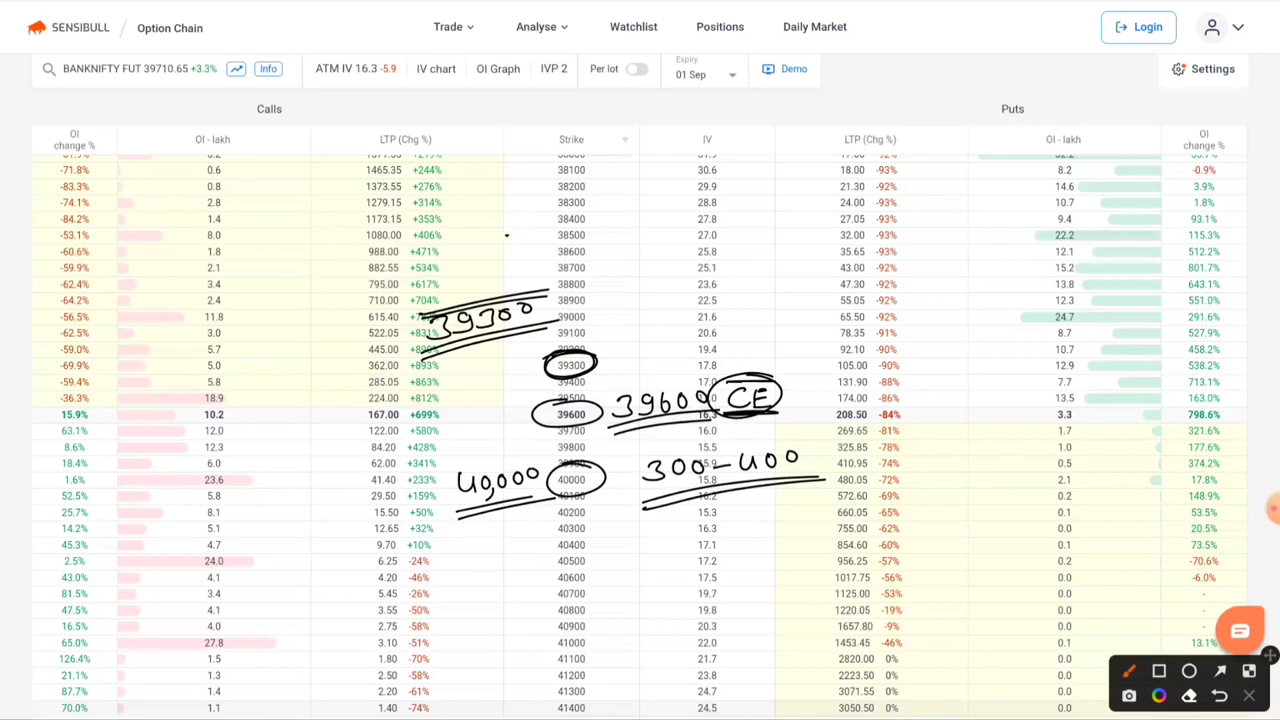 SENSIBULL / Option Chain Trade Analyse Watchlist Positions Daily Market Login
BANKNIFTY FUT 39710.65 +3.3% Info ATM IV 16.3 -5.9 IV chart OI Graph IVP 2 Per lot Expiry 01 Sep Demo Settings
Calls Puts
OI change % OI - lakh LTP (Chg %) Strike IV LTP (Chg %) OI - lakh OI change %
-71.8% 0.6 1465.35 +244% 38100 30.6 18.00 -93% 8.2 -0.9%
-83.3% 0.8 1373.55 +276% 38200 29.9 21.30 -92% 14.6 3.9%
-74.1% 2.8 1279.15 +314% 38300 28.8 24.00 -93% 10.7 1.8%
-84.2% 1.4 1173.15 +353% 38400 27.8 27.05 -93% 9.4 93.1%
-53.1% 8.0 1080.00 +406% 38500 27.0 32.00 -93% 22.2 115.3%
-60.6% 1.8 988.00 +471% 38600 25.8 35.65 -93% 12.1 512.2%
-59.9% 2.1 882.55 +534% 38700 25.1 43.00 -92% 15.2 801.7%
-62.4% 3.4 795.00 +617% 38800 23.6 47.30 -92% 13.8 643.1%
-64.2% 2.4 710.00 +704% 38900 22.5 55.05 -92% 12.3 551.0%
39300
-56.5% 11.8 615.40 39000 21.6 65.50 -92% 24.7 291.6%
-62.5% 3.0 522.05 +831% 39100 20.6 78.35 -91% 8.7 527.9%
-59.0% 5.7 445.00 19.4 92.10 -90% 10.7 458.2%
-69.9% 5.0 362.00 +893% 39300 17.8 105.00 -90% 12.9 538.2%
-59.4% 5.8 285.05 +863% 39400 17.0 131.90 -88% 7.7 713.1%
-36.3% 18.9 224.00 +812% 39500 174.00 -86% 13.5 163.0%
39600 CE
15.9% 10.2 167.00 +699% 39600 16.3 208.50 -84% 3.3 798.6%
63.1% 12.0 122.00 +580% 39700 16.0 269.65 -81% 1.7 321.6%
8.6% 12.3 84.20 +428% 39800 15.5 325.85 -78% 1.0 177.6%
18.4% 6.0 62.00 +341% 15.9 410.95 -74% 0.5 374.2%
300-400
1.6% 23.6 41.40 +233% 40000 15.8 480.05 -72% 2.1 17.8%
40,000
52.5% 5.8 29.50 +159% 40100 16.2 572.60 -69% 0.2 148.9%
25.7% 8.1 15.50 +50% 40200 15.3 660.05 -65% 0.1 53.5%
14.2% 5.1 12.65 +32% 40300 16.3 755.00 -62% 0.0 20.5%
45.3% 4.7 9.70 +10% 40400 17.1 854.60 -60% 0.1 73.5%
2.5% 24.0 6.25 -24% 40500 17.2 956.25 -57% 0.2 -70.6%
43.0% 4.1 4.20 -46% 40600 17.5 1017.75 -56% 0.0 -6.0%
81.5% 3.4 5.45 -26% 40700 19.7 1125.00 -53% 0.0 -
47.5% 4.1 3.55 -50% 40800 19.8 1220.05 -19% 0.0 -
16.5% 4.0 2.75 -58% 40900 20.3 1657.80 -9% 0.0 -
65.0% 27.8 3.10 -51% 41000 22.0 1453.45 -46% 0.1 13.1%
126.4% 1.5 1.80 -70% 41100 21.7 2820.00 0% 0.0
21.1% 1.3 2.50 -58% 41200 23.8 2223.50 0% 0.0
87.7% 1.4 2.20 -61% 41300 24.7 3071.55 0% 0.0
70.0% 1.1 1.40 -74% 41400 24.5 3050.50 0% 0.0